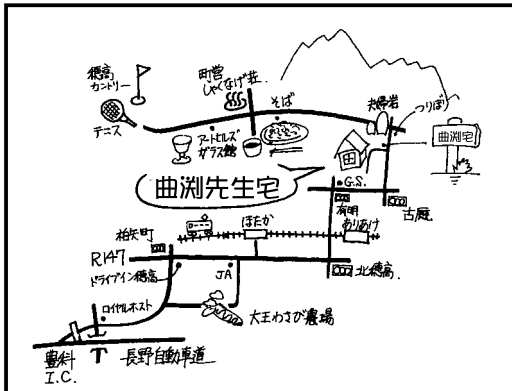 穂高
カントリー
テニス
町営
しゃくなげ荘
そば
アートヒルズ
ガラス館
夫婦岩
つりぼり
曲渕宅
曲渕先生宅
G.S.
有明
古厩
柏矢町
ほたか
ありあけ
R147
ドライブイン穂高
JA
北穂高
ロイヤルホスト
大王わさび農場
豊科
I.C.
長野自動車道